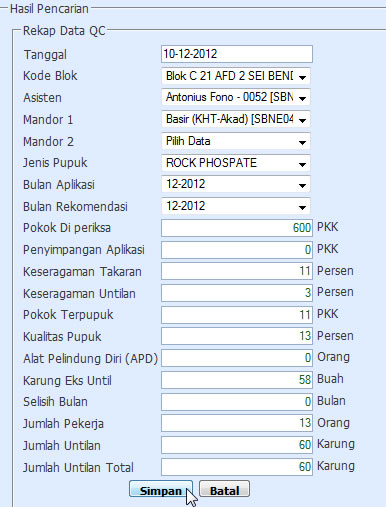 Hasil Pencarian
Rekap Data QC
Tanggal 10-12-2012
Kode Blok Blok C 21 AFD 2 SEI BEND
Asisten Antonius Fono - 0052 [SBN
Mandor 1 Basir (KHT-Akad) [SBNE04
Mandor 2 Pilih Data
Jenis Pupuk ROCK PHOSPATE
Bulan Aplikasi 12-2012
Bulan Rekomendasi 12-2012
Pokok Di periksa 600 PKK
Penyimpangan Aplikasi 0 PKK
Keseragaman Takaran 11 Persen
Keseragaman Untilan 3 Persen
Pokok Terpupuk 11 PKK
Kualitas Pupuk 13 Persen
Alat Pelindung Diri (APD) 0 Orang
Karung Eks Until 58 Buah
Selisih Bulan 0 Bulan
Jumlah Pekerja 13 Orang
Jumlah Untilan 60 Karung
Jumlah Untilan Total 60 Karung
Simpan Batal